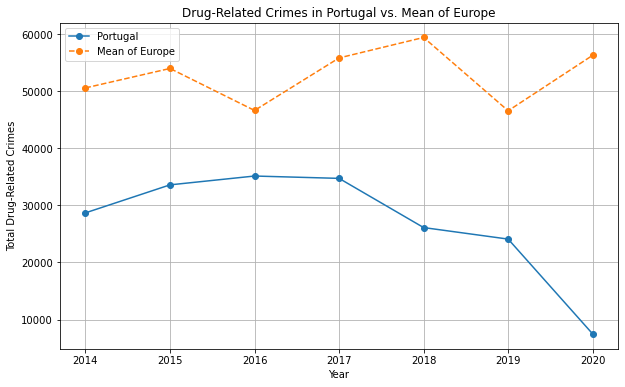 Drug-Related Crimes in Portugal vs. Mean of Europe
Portugal
Mean of Europe
Total Drug-Related Crimes
60000
50000
40000
30000
20000
10000
2014 2015 2016 2017 2018 2019 2020
Year